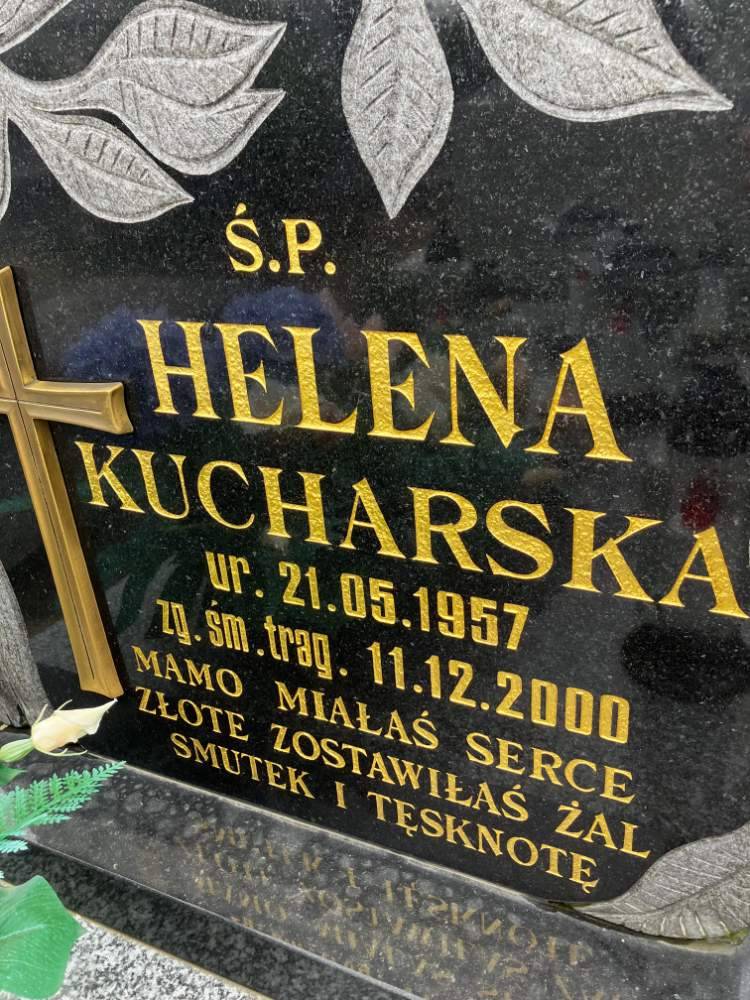 Ś.P.
HELENA
KUCHARSKA
ur. 21.05.1957
zg. śm. trag. 11.12.2000
MAMO MIAŁAŚ SERCE
ZŁOTE ZOSTAWIŁAŚ ŻAL
SMUTEK I TĘSKNOTĘ